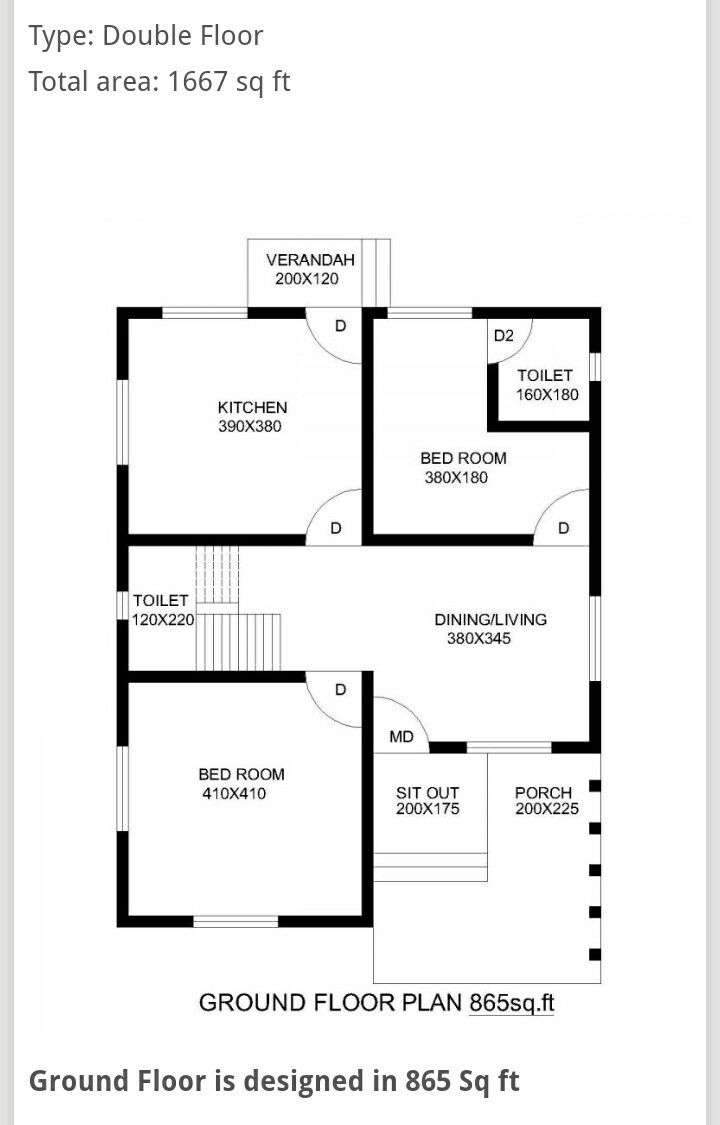 Type: Double Floor
Total area: 1667 sq ft
VERANDAH
200X120
D
D2
TOILET
160X180
KITCHEN
390X380
BED ROOM
380X180
D
D
TOILET
120X220
DINING/LIVING
380X345
D
MD
BED ROOM
410X410
SIT OUT
200X175
PORCH
200X225
GROUND FLOOR PLAN 865sq.ft
Ground Floor is designed in 865 Sq ft